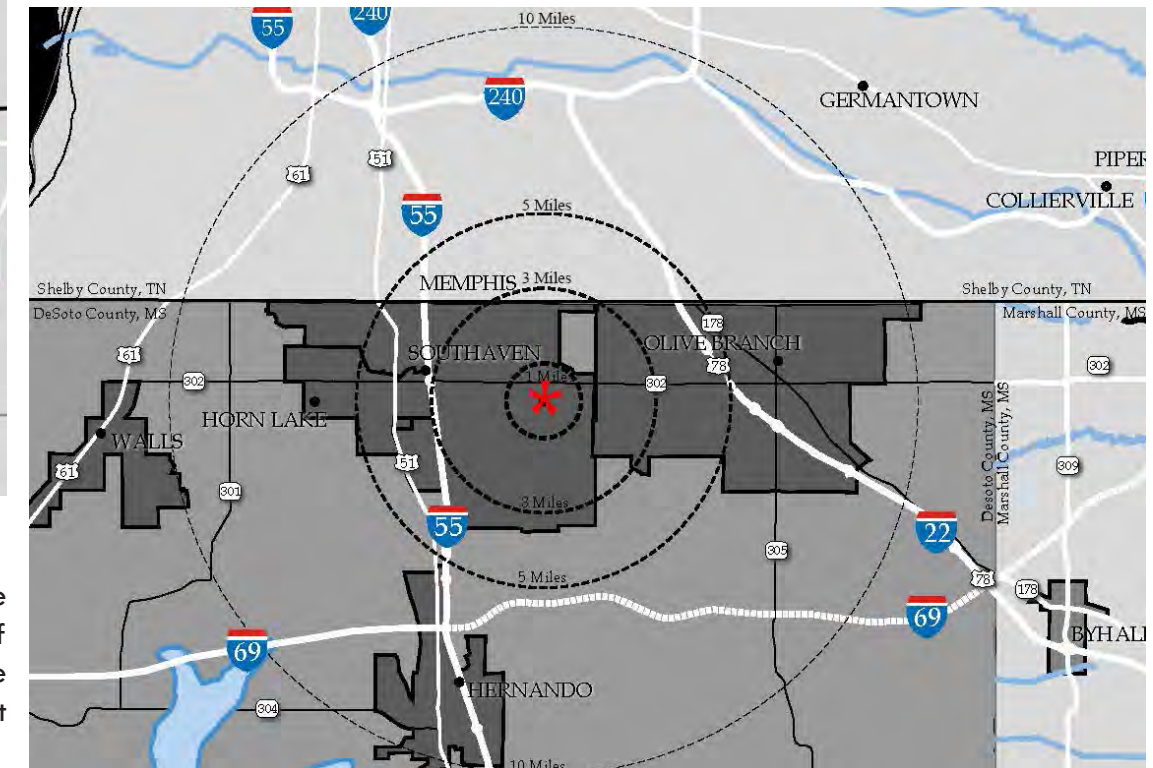 10 Miles
55
240
240
GERMANTOWN
51
61
PIPER
COLLIERVILLE
55
5 Miles
MEMPHIS
3 Miles
Shelby County, TN
Shelby County, TN
DeSoto County, MS
Marshall County, MS
178
OLIVE BRANCH
61
SOUTHAVEN
78
302
1 Mile
302
302
HORN LAKE
WALLS
Desoto County, MS
Marshall County, MS
51
61
309
301
3 Miles
55
22
305
5 Miles
78
178
e
69
f
BYHALI
69
e
HERNANDO
304
t
10 Miles